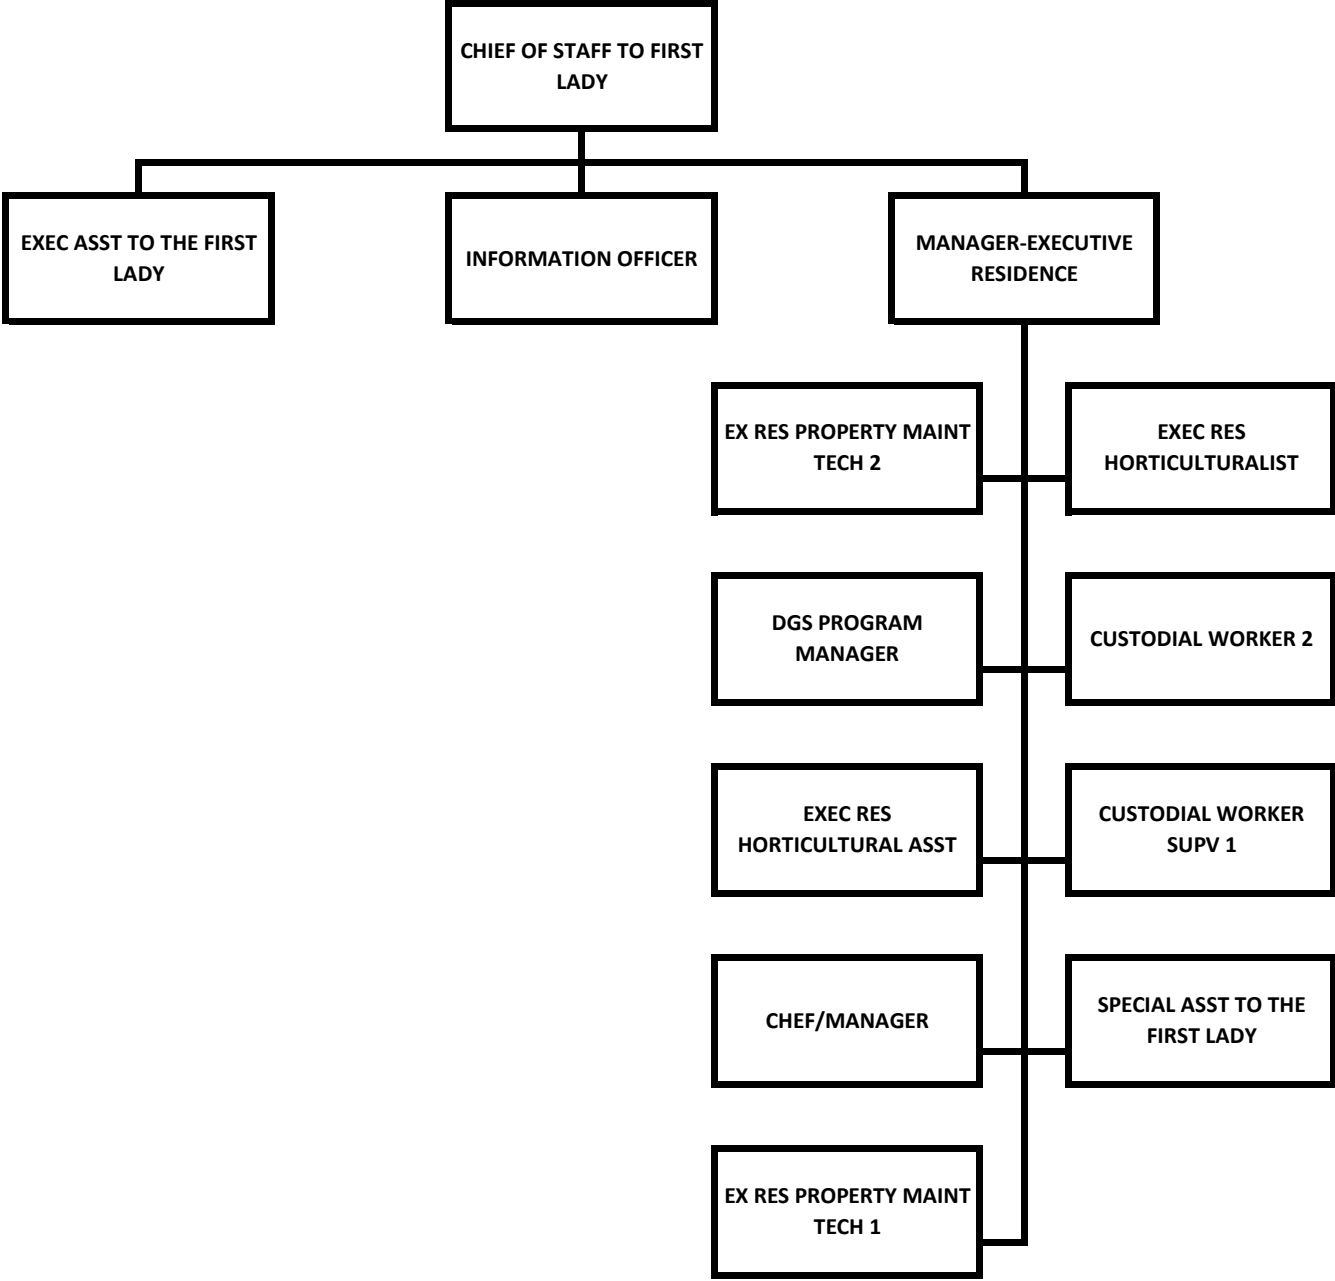 CHIEF OF STAFF TO FIRST
LADY
EXEC ASST TO THE FIRST
LADY
INFORMATION OFFICER
MANAGER-EXECUTIVE
RESIDENCE
EX RES PROPERTY MAINT
TECH 2
EXEC RES
HORTICULTURALIST
DGS PROGRAM
MANAGER
CUSTODIAL WORKER 2
EXEC RES
HORTICULTURAL ASST
CUSTODIAL WORKER
SUPV 1
CHEF/MANAGER
SPECIAL ASST TO THE
FIRST LADY
EX RES PROPERTY MAINT
TECH 1